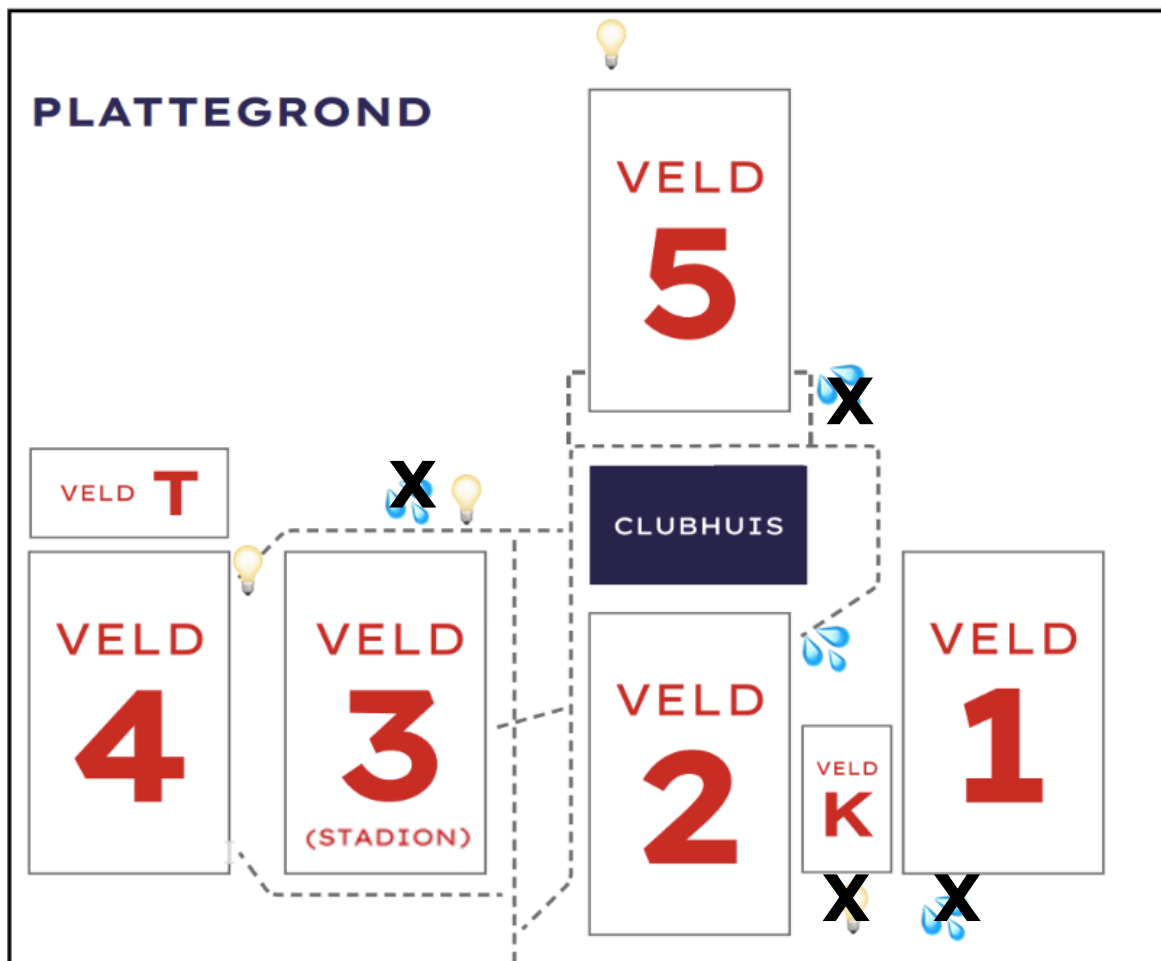 PLATTEGROND
VELD
5
VELD T
CLUBHUIS
VELD
4
VELD
3
(STADION)
VELD
2
VELD
K
VELD
1
X
X
X
X